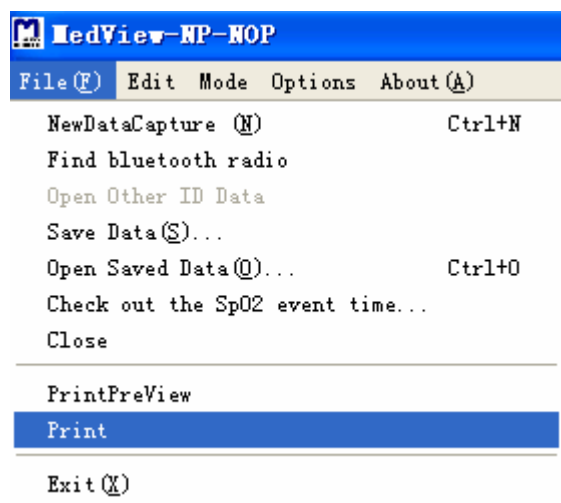 MedView-NP-NOP
File(F) Edit Mode Options About(A)
NewDataCapture (N) Ctrl+N
Find bluetooth radio
Open Other ID Data
Save Data(S)...
Open Saved Data(O)... Ctrl+O
Check out the SpO2 event time...
Close
PrintPreView
Print
Exit(X)